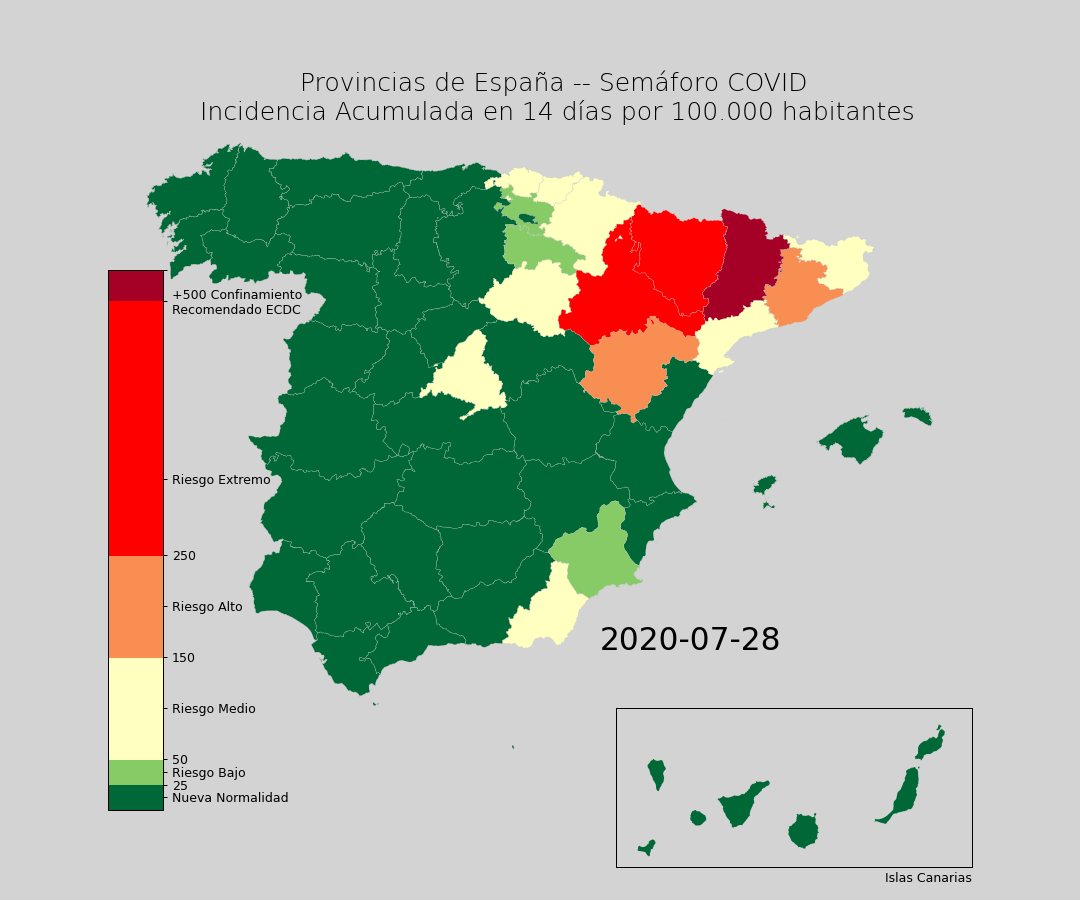 Provincias de España -- Semáforo COVID
Incidencia Acumulada en 14 días por 100.000 habitantes
+500 Confinamiento
Recomendado ECDC
Riesgo Extremo
250
Riesgo Alto
150
Riesgo Medio
50
Riesgo Bajo
25
Nueva Normalidad
2020-07-28
Islas Canarias